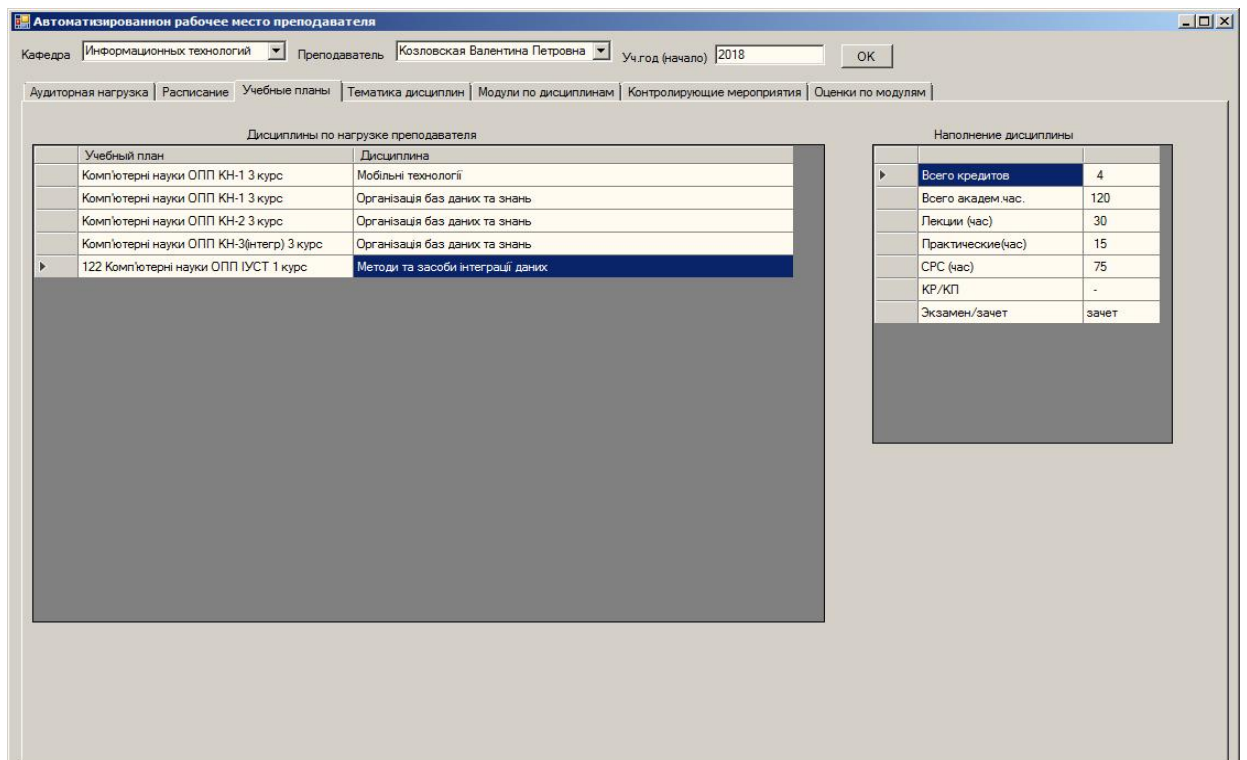 Автоматизированнон рабочее место преподавателя
Кафедра Информационных технологий Преподаватель Козловская Валентина Петровна Уч.год (начало) 2018 OK
Аудиторная нагрузка Расписание Учебные планы Тематика дисциплин Модули по дисциплинам Контролирующие мероприятия Оценки по модулям
Дисциплины по нагрузке преподавателя
Учебный план Дисциплина
Комп'ютерні науки ОПП КН-1 3 курс Мобільні технології
Комп'ютерні науки ОПП КН-1 3 курс Організація баз даних та знань
Комп'ютерні науки ОПП КН-2 3 курс Організація баз даних та знань
Комп'ютерні науки ОПП КН-3(інтегр) 3 курс Організація баз даних та знань
122 Комп'ютерні науки ОПП ІУСТ 1 курс Методи та засоби інтеграції даних
Наполнение дисциплины
Всего кредитов 4
Всего академ.час. 120
Лекции (час) 30
Практические(час) 15
СРС (час) 75
КР/КП -
Экзамен/зачет зачет